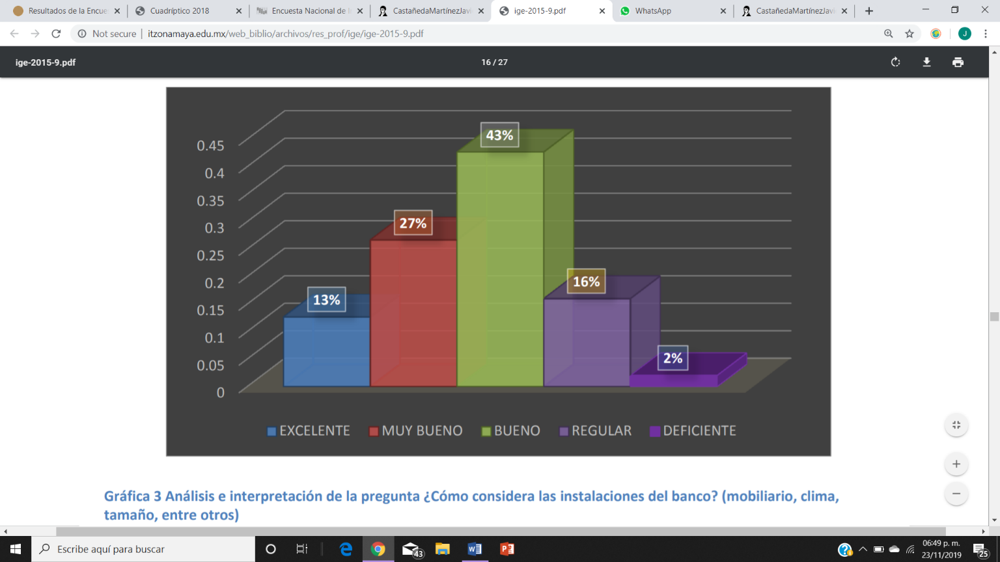 Resultados de la Encue
Cuadríptico 2018
Encuesta Nacional de I
CastañedaMartínezJavi
ige-2015-9.pdf
WhatsApp
CastañedaMartínezJavi
Not secure | itzonamaya.edu.mx/web_biblio/archivos/res_prof/ige/ige-2015-9.pdf
J
ige-2015-9.pdf
16 / 27
0.45
0.4
0.35
0.3
0.25
0.2
0.15
0.1
0.05
0
13%
27%
43%
16%
2%
EXCELENTE MUY BUENO BUENO REGULAR DEFICIENTE
Gráfica 3 Análisis e interpretación de la pregunta ¿Cómo considera las instalaciones del banco? (mobiliario, clima,
tamaño, entre otros)
Escribe aquí para buscar
43
06:49 p. m.
23/11/2019
25